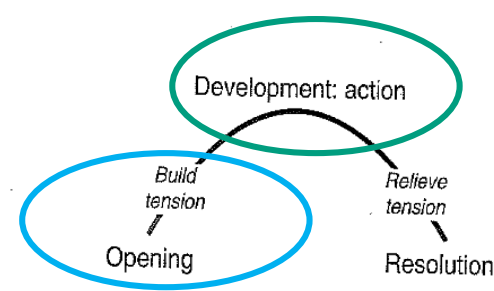 Development: action
Build
tension
Relieve
tension
Opening
Resolution